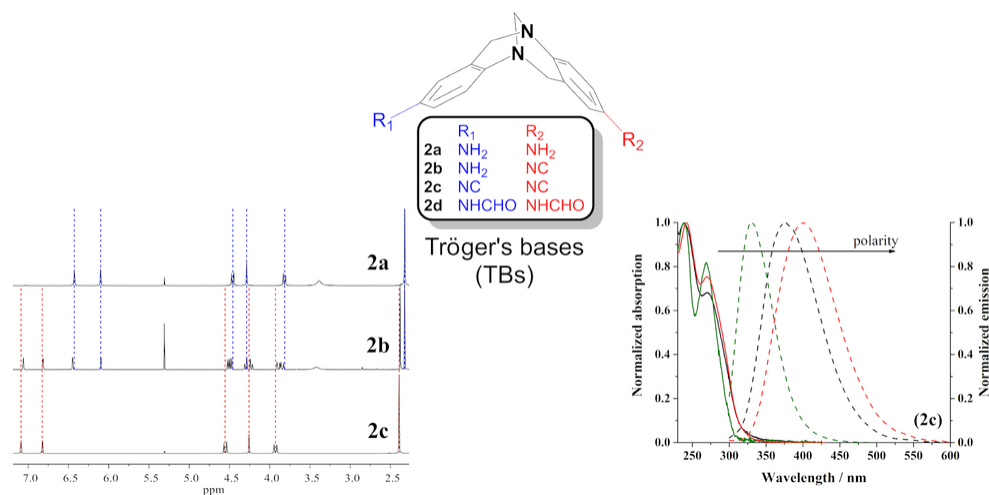 N
N
R₁
R₂
R₁ R₂
2a NH₂ NH₂
2b NH₂ NC
2c NC NC
2d NHCHO NHCHO
Tröger's bases
(TBs)
2a
2b
2c
7.0 6.5 6.0 5.5 5.0 4.5 4.0 3.5 3.0 2.5
ppm
Normalized absorption
1.0
0.8
0.6
0.4
0.2
0.0
polarity
(2c)
1.0
0.8
0.6
0.4
0.2
0.0
Normalized emission
250 300 350 400 450 500 550 600
Wavelength / nm